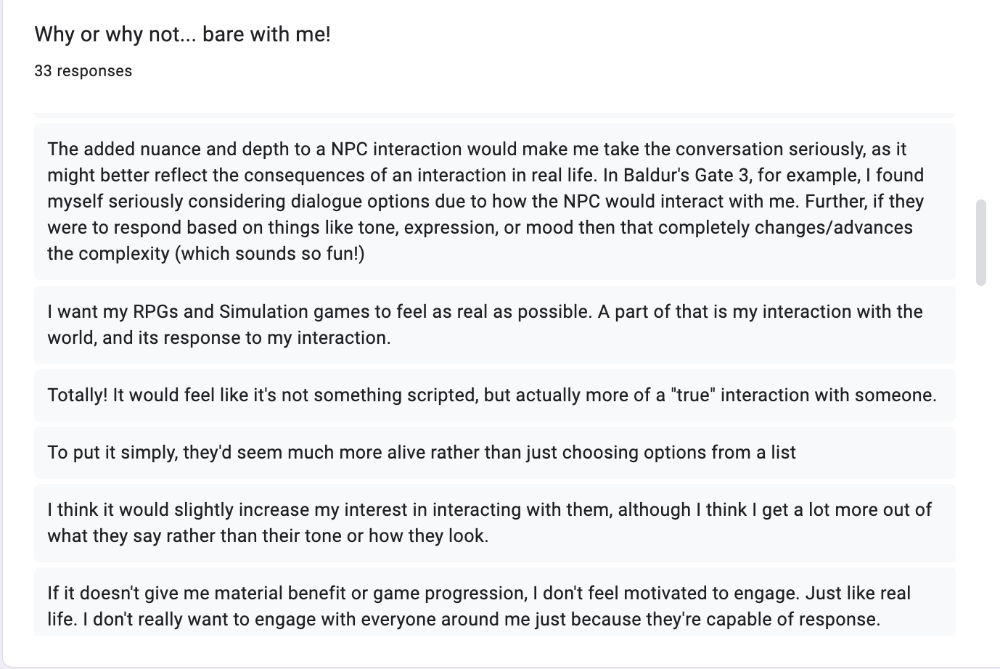 Why or why not... bare with me!
33 responses
The added nuance and depth to a NPC interaction would make me take the conversation seriously, as it
might better reflect the consequences of an interaction in real life. In Baldur's Gate 3, for example, I found
myself seriously considering dialogue options due to how the NPC would interact with me. Further, if they
were to respond based on things like tone, expression, or mood then that completely changes/advances
the complexity (which sounds so fun!)
I want my RPGs and Simulation games to feel as real as possible. A part of that is my interaction with the
world, and its response to my interaction.
Totally! It would feel like it's not something scripted, but actually more of a "true" interaction with someone.
To put it simply, they'd seem much more alive rather than just choosing options from a list
I think it would slightly increase my interest in interacting with them, although I think I get a lot more out of
what they say rather than their tone or how they look.
If it doesn't give me material benefit or game progression, I don't feel motivated to engage. Just like real
life. I don't really want to engage with everyone around me just because they're capable of response.